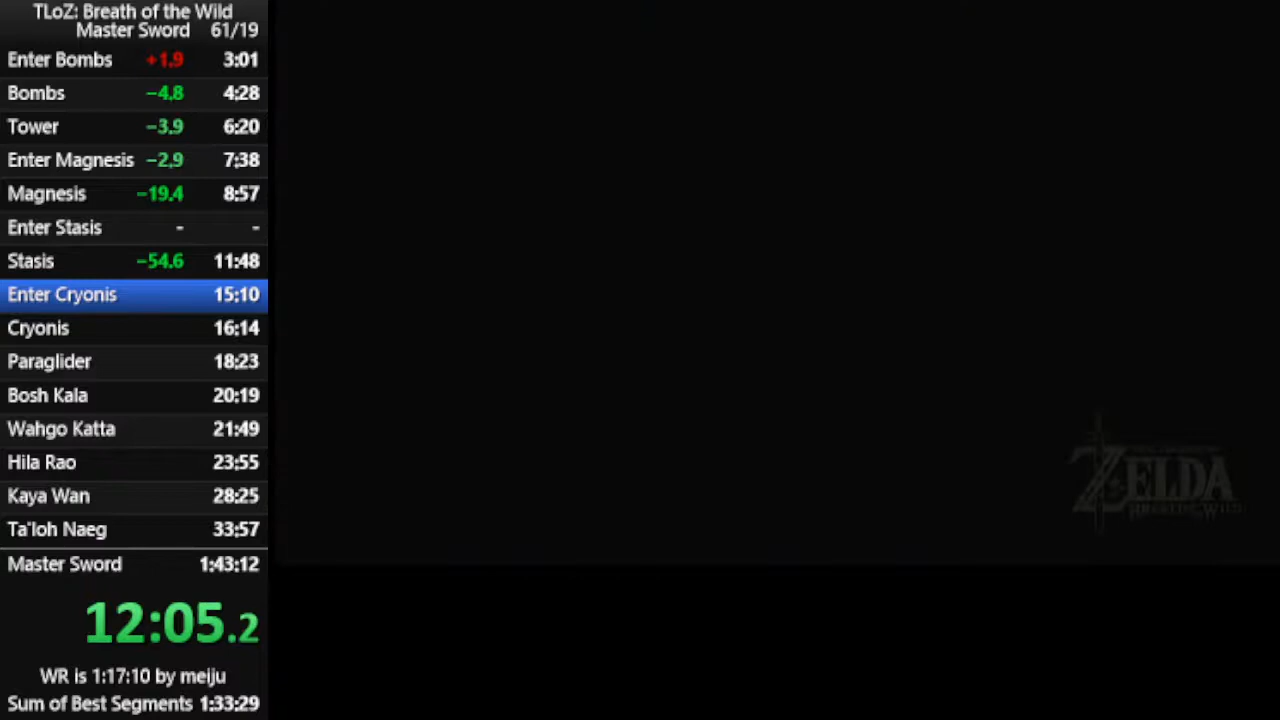 TLoZ: Breath of the Wild
Master Sword 61/19
Enter Bombs +1.9 3:01
Bombs −4.8 4:28
Tower −3.9 6:20
Enter Magnesis −2.9 7:38
Magnesis −19.4 8:57
Enter Stasis - -
Stasis −54.6 11:48
Enter Cryonis 15:10
Cryonis 16:14
Paraglider 18:23
Bosh Kala 20:19
Wahgo Katta 21:49
Hila Rao 23:55
Kaya Wan 28:25
Ta'loh Naeg 33:57
Master Sword 1:43:12
12:05.2
WR is 1:17:10 by meiju
Sum of Best Segments 1:33:29
ZELDA
BREATH OF THE WILD